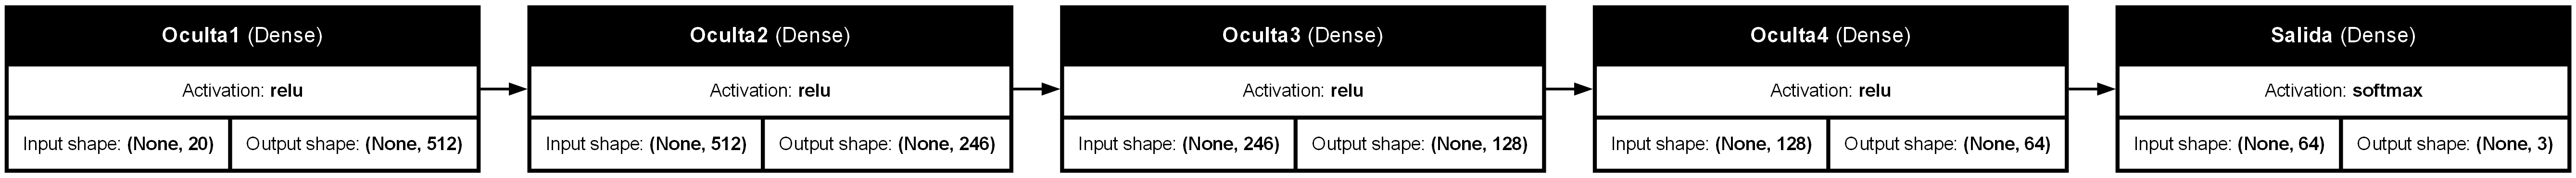 Oculta1 (Dense)
Activation: relu
Input shape: (None, 20)
Output shape: (None, 512)
Oculta2 (Dense)
Activation: relu
Input shape: (None, 512)
Output shape: (None, 246)
Oculta3 (Dense)
Activation: relu
Input shape: (None, 246)
Output shape: (None, 128)
Oculta4 (Dense)
Activation: relu
Input shape: (None, 128)
Output shape: (None, 64)
Salida (Dense)
Activation: softmax
Input shape: (None, 64)
Output shape: (None, 3)